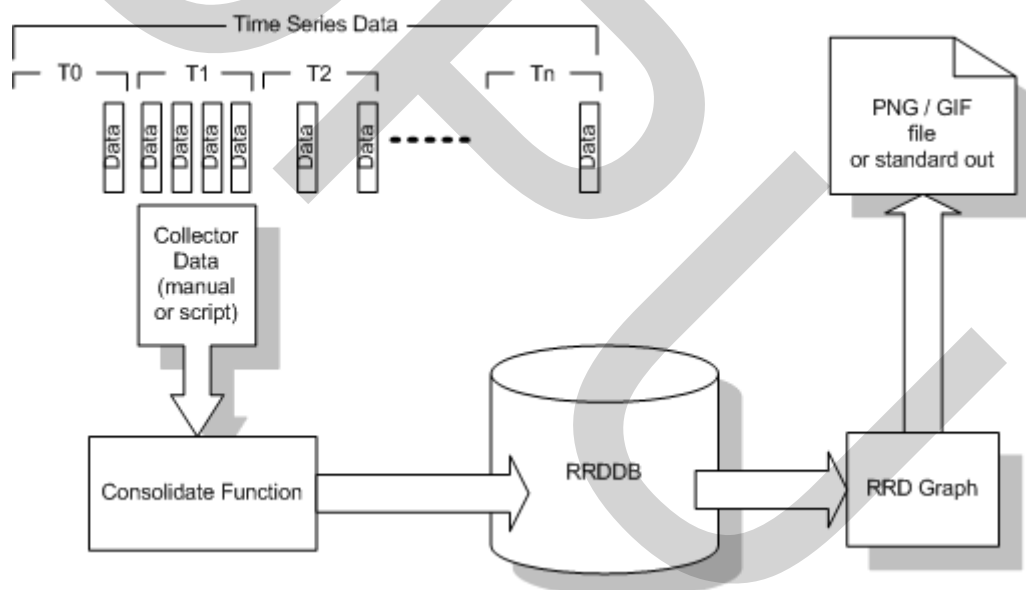 Time Series Data
T0 T1 T2 Tn
Data Data Data Data Data Data Data Data
PNG / GIF
file
or standard out
Collector
Data
(manual
or script)
Consolidate Function
RRDDB
RRD Graph